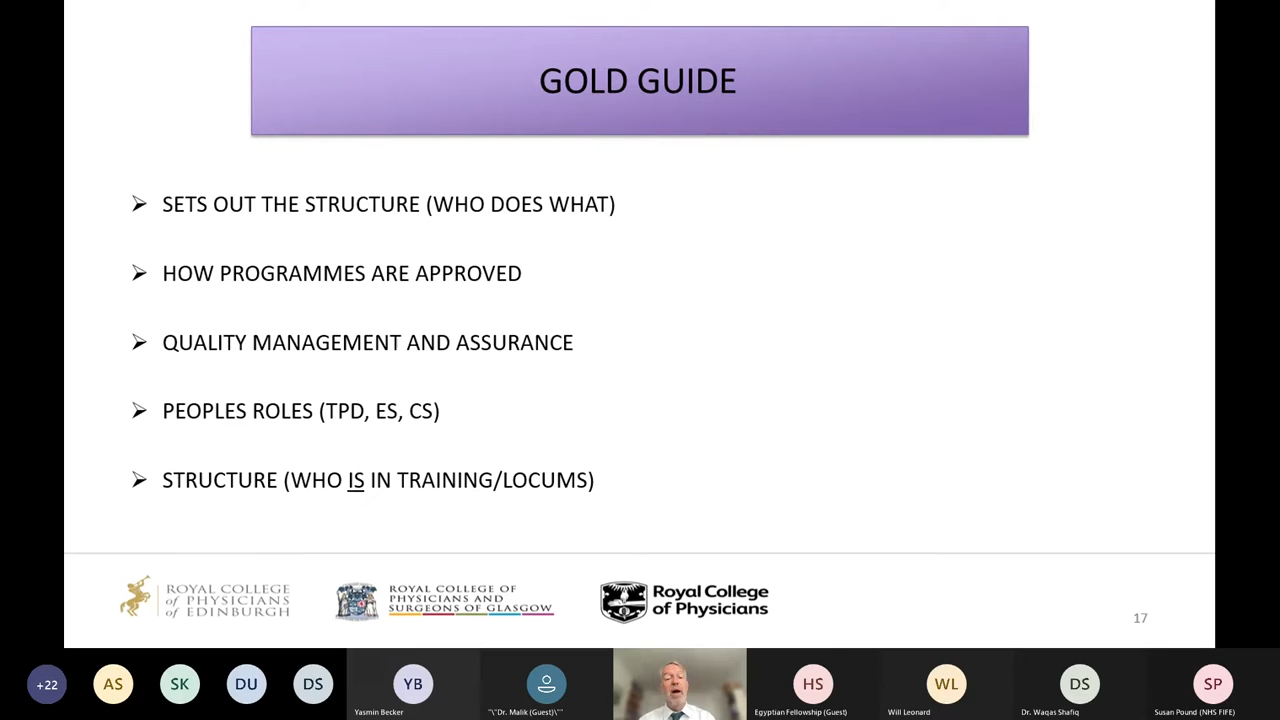 GOLD GUIDE
SETS OUT THE STRUCTURE (WHO DOES WHAT)
HOW PROGRAMMES ARE APPROVED
QUALITY MANAGEMENT AND ASSURANCE
PEOPLES ROLES (TPD, ES, CS)
STRUCTURE (WHO IS IN TRAINING/LOCUMS)
ROYAL COLLEGE
of PHYSICIANS
of EDINBURGH
ROYAL COLLEGE OF
PHYSICIANS AND
SURGEONS OF GLASGOW
Royal College
of Physicians
17
+22
AS
SK
DU
DS
YB
HS
WL
DS
SP
Yasmin Becker
"\"Dr. Malik (Guest)\""
Egyptian Fellowship (Guest)
Will Leonard
Dr. Waqas Shafiq
Susan Pound (NHS FIFE)